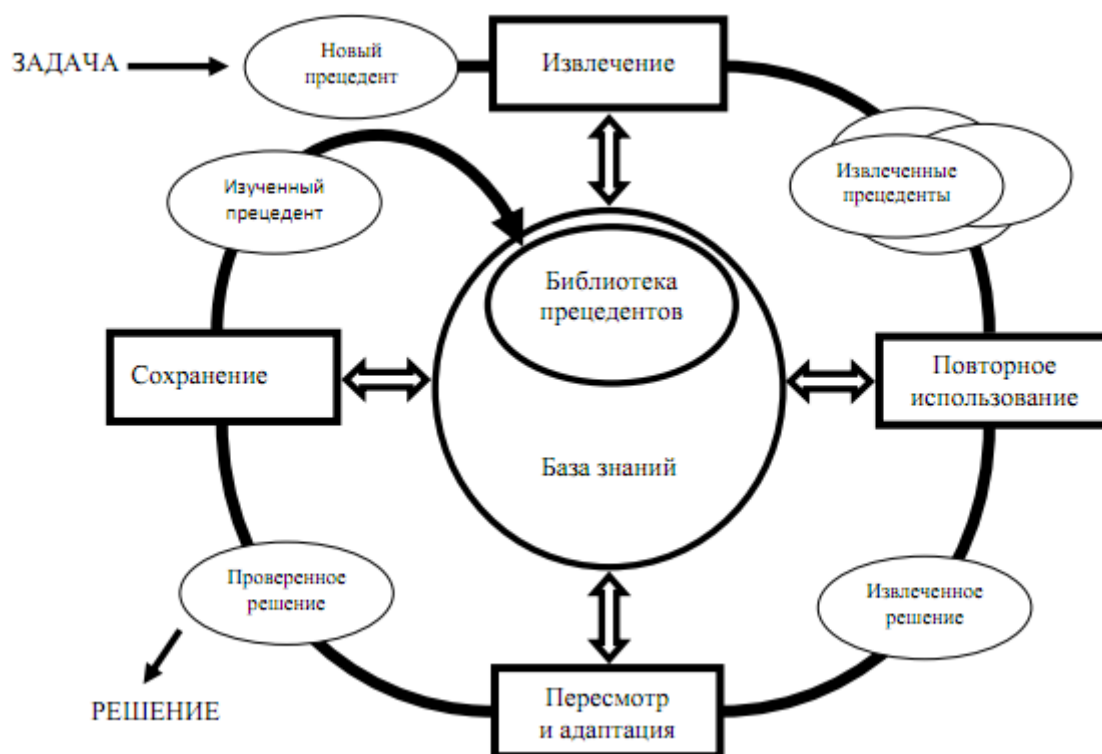 ЗАДАЧА
Новый
прецедент
Извлечение
Извлеченные
прецеденты
Изученный
прецедент
Библиотека
прецедентов
Сохранение
Повторное
использование
База знаний
Проверенное
решение
Извлеченное
решение
РЕШЕНИЕ
Пересмотр
и адаптация